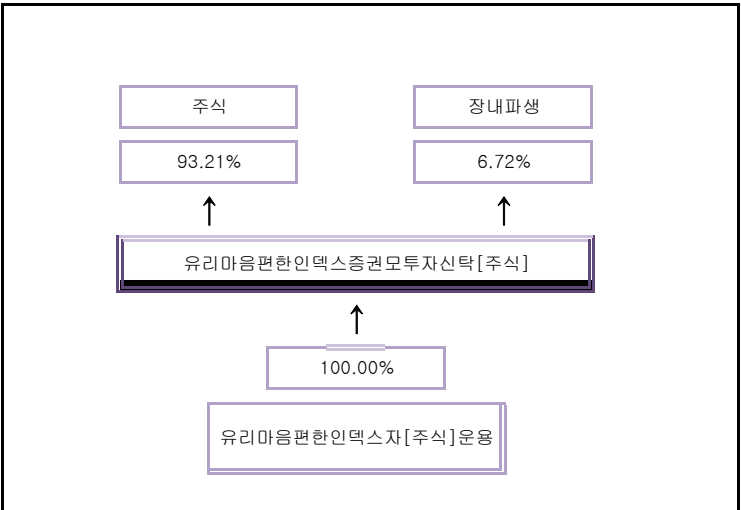 주식
장내파생
93.21%
6.72%
↑
↑
유리마음편한인덱스증권모투자신탁[주식]
↑
100.00%
유리마음편한인덱스자[주식]운용